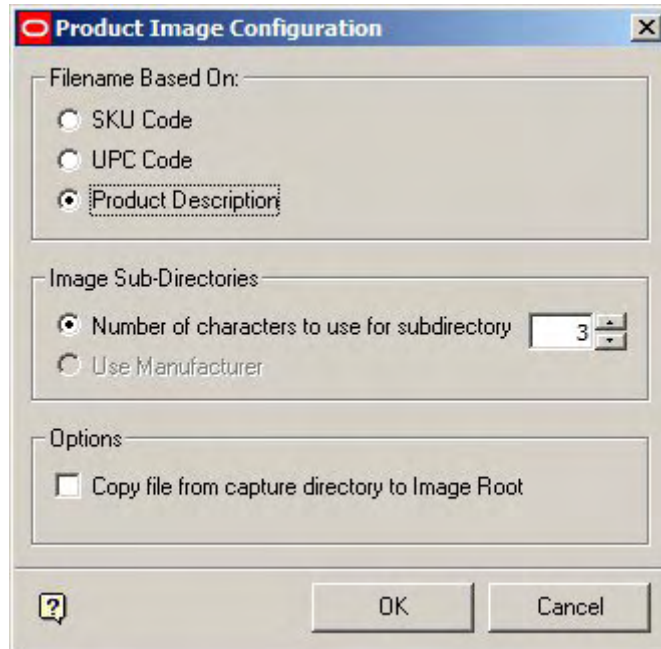 Product Image Configuration
Filename Based On:
SKU Code
UPC Code
Product Description
Image Sub-Directories
Number of characters to use for subdirectory 3
Use Manufacturer
Options
Copy file from capture directory to Image Root
? OK Cancel